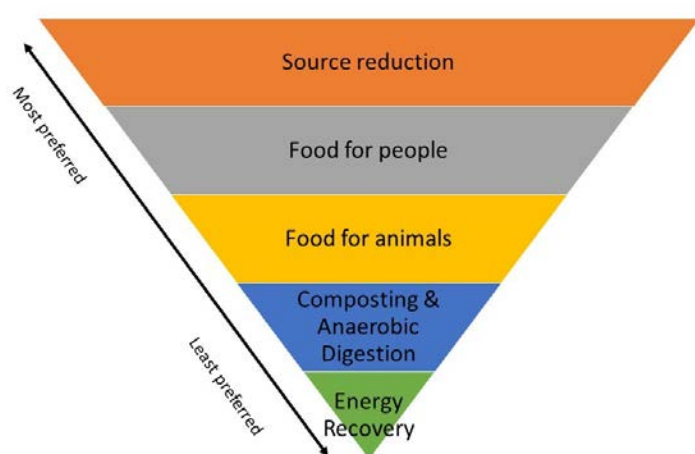 Source reduction
Food for people
Food for animals
Composting &
Anaerobic
Digestion
Energy
Recovery
Most preferred
Least preferred